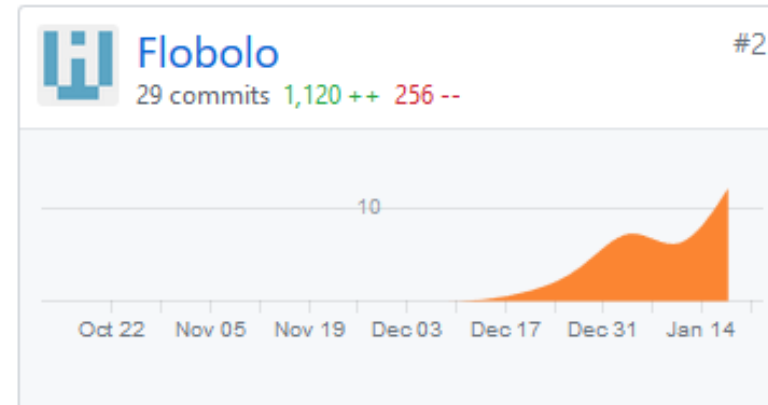 Flobolo
#2
29 commits 1,120 ++ 256 --
10
Oct 22 Nov 05 Nov 19 Dec 03 Dec 17 Dec 31 Jan 14